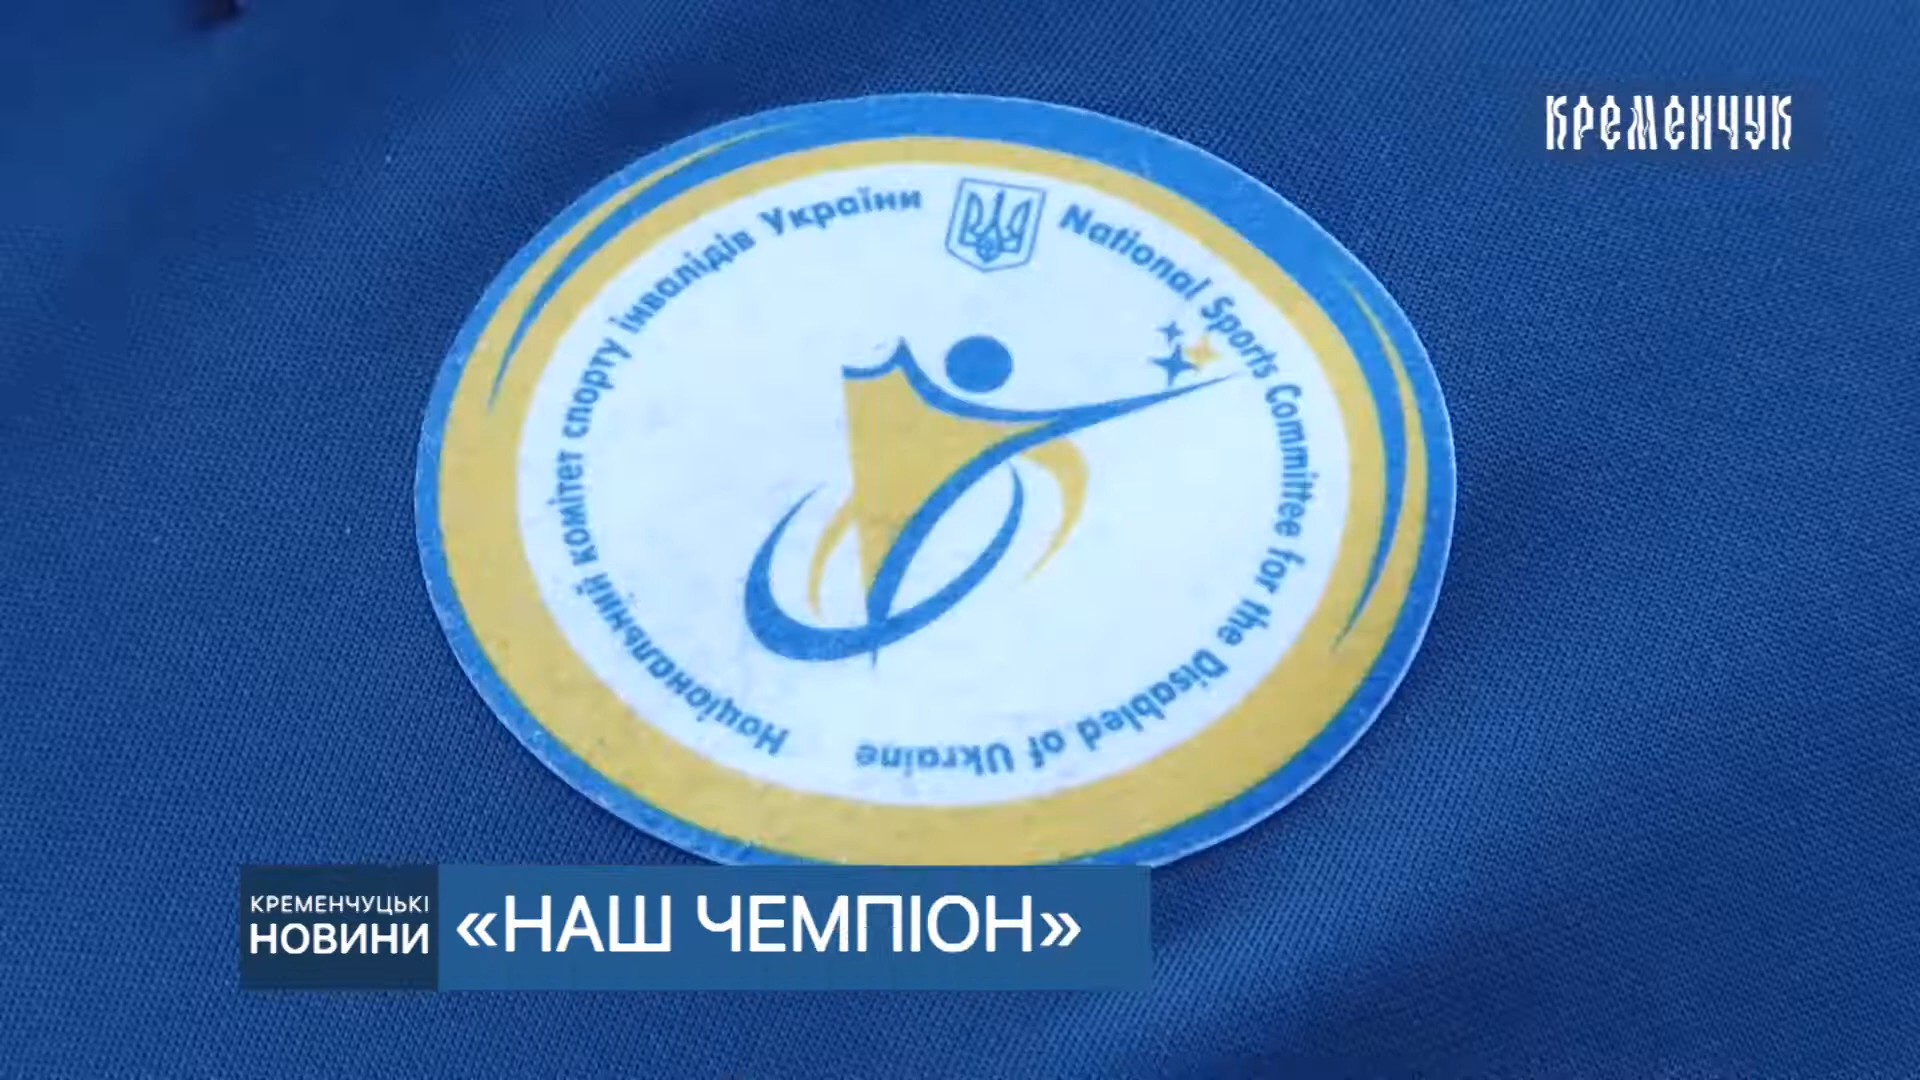 КРЕМЕНЧУК
Національний комітет спорту інвалідів України
National Sports Committee for the Disabled of Ukraine
КРЕМЕНЧУЦЬКІ
НОВИНИ
«НАШ ЧЕМПІОН»